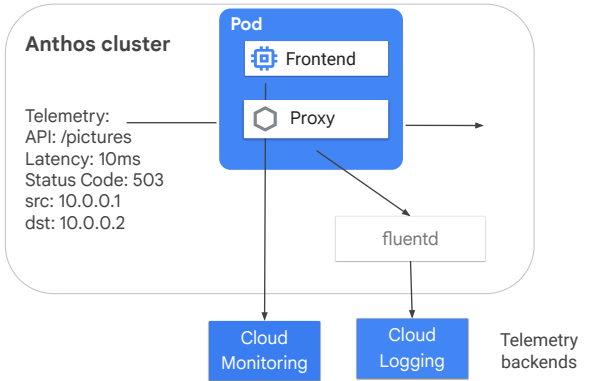 Pod
Anthos cluster
Frontend
Telemetry:
API: /pictures
Latency: 10ms
Status Code: 503
src: 10.0.0.1
dst: 10.0.0.2
Proxy
fluentd
Cloud
Monitoring
Cloud
Logging
Telemetry
backends